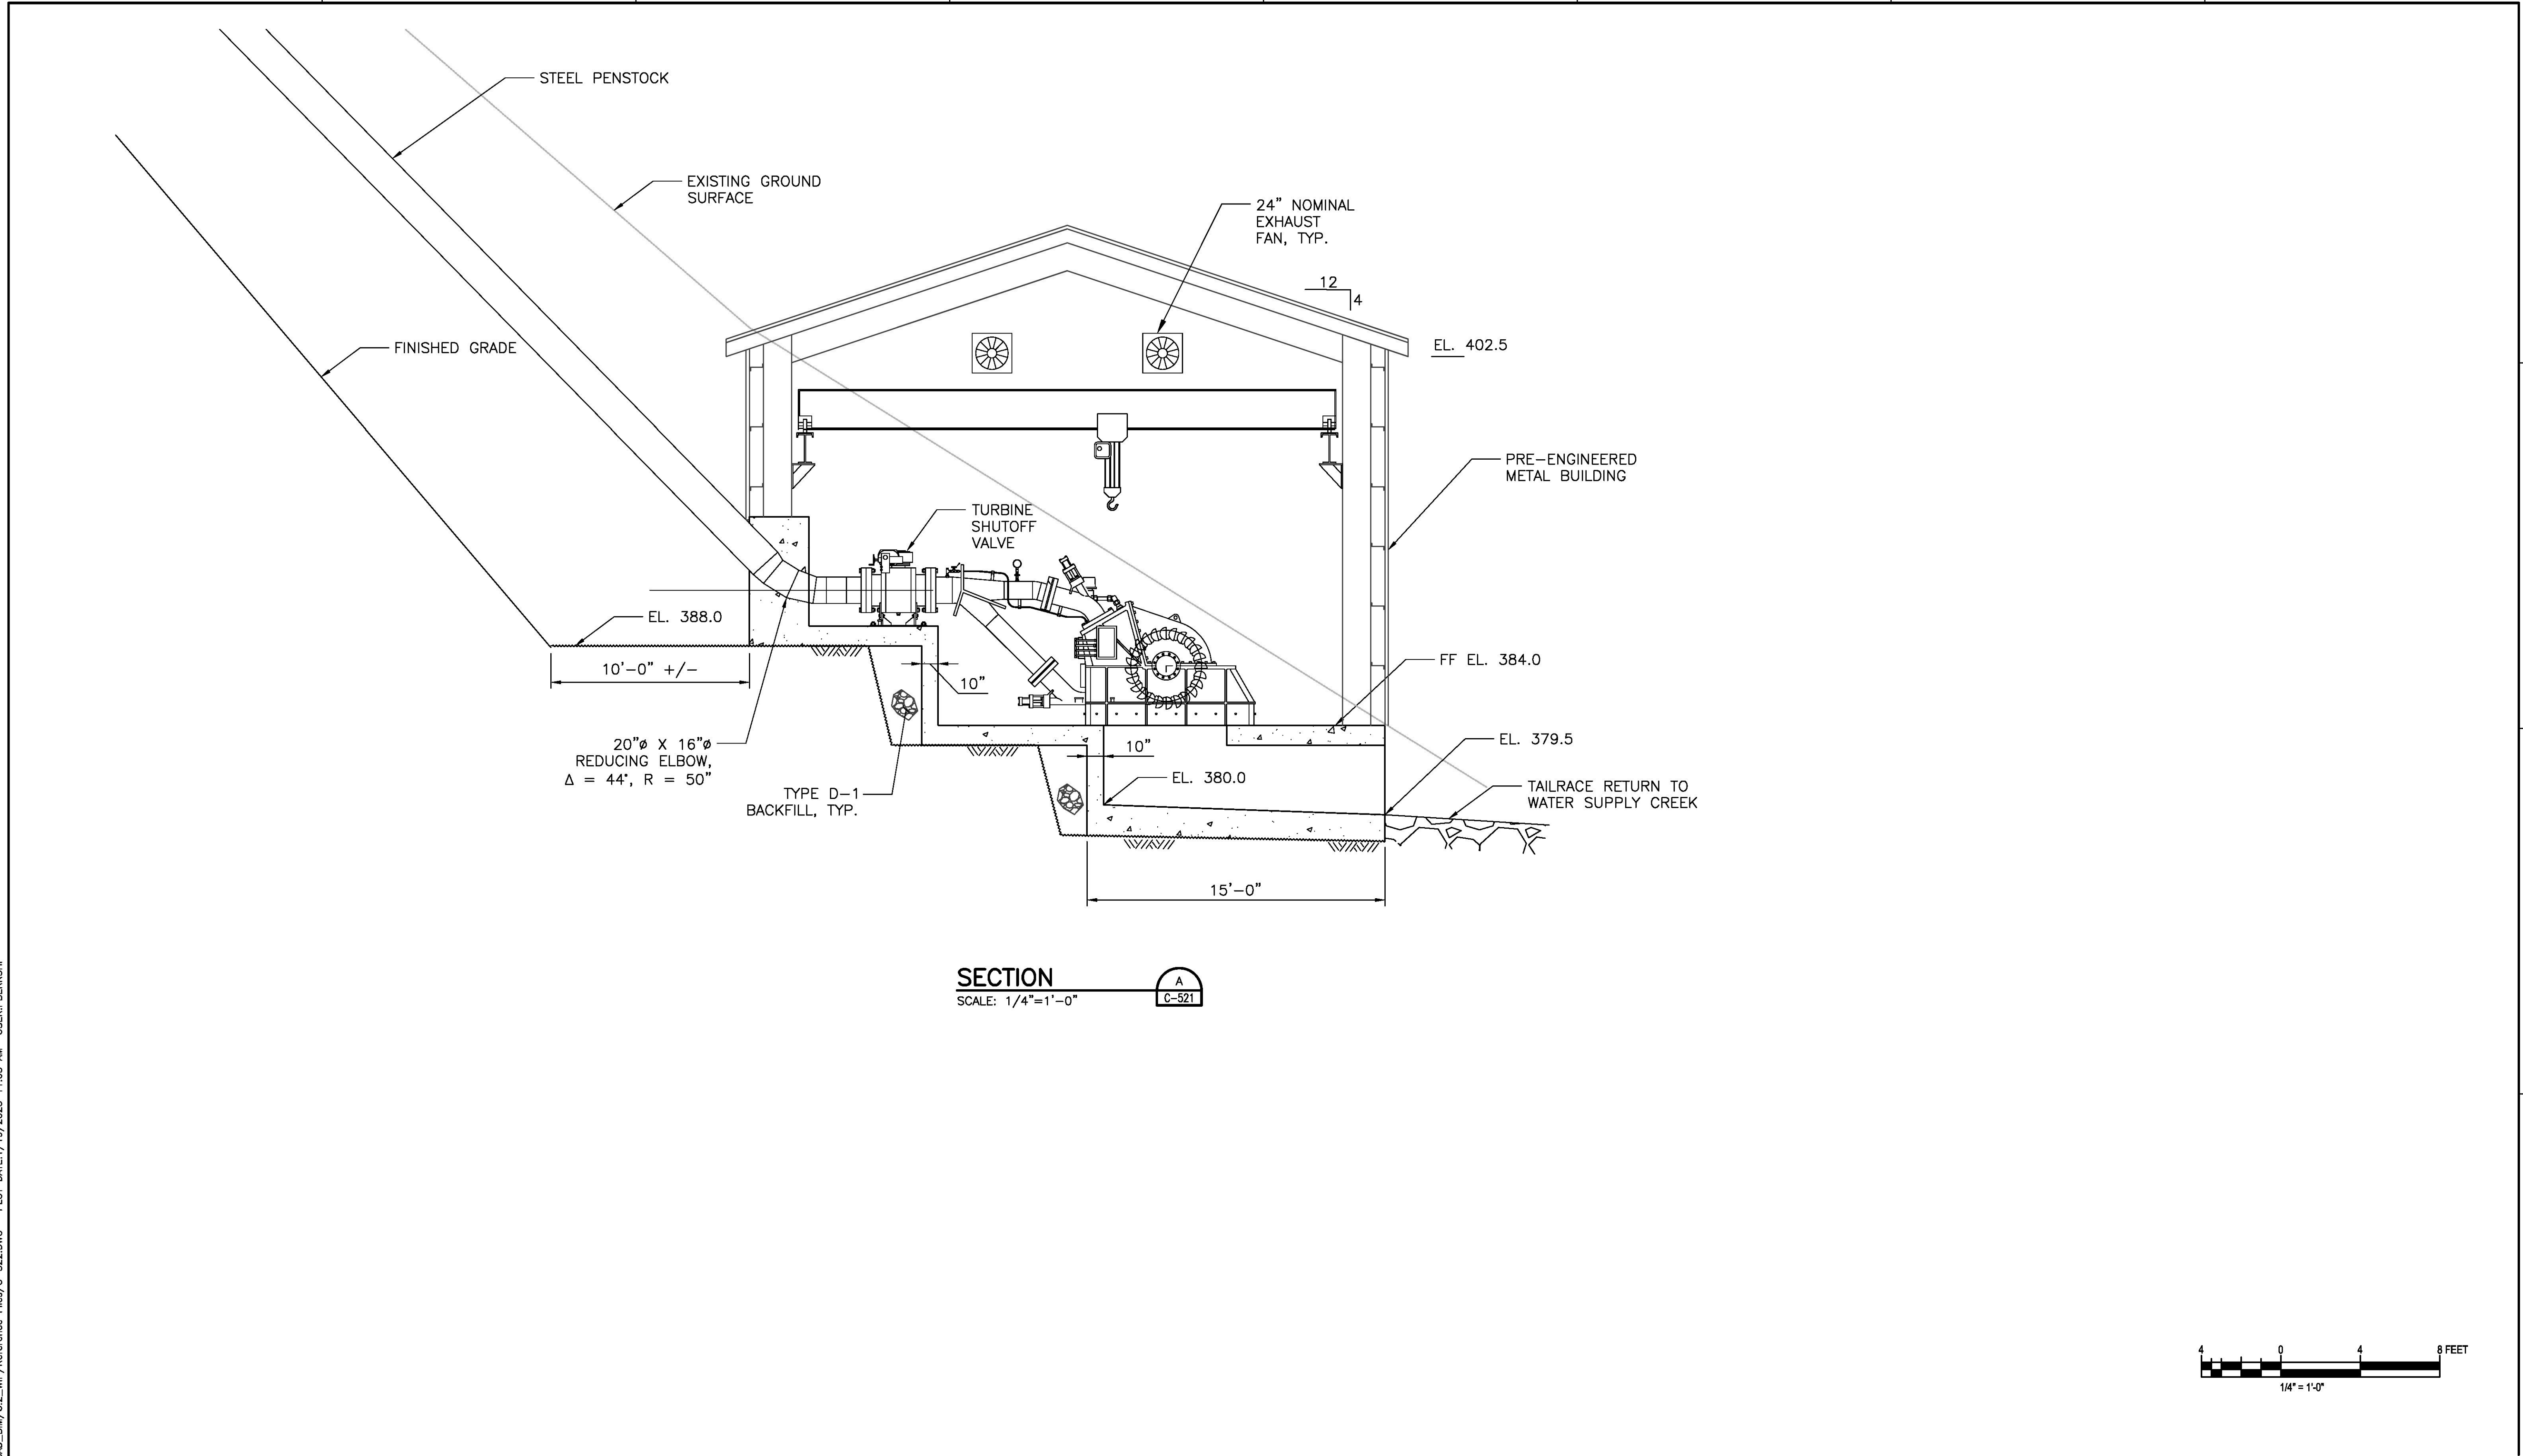 STEEL PENSTOCK
EXISTING GROUND
SURFACE
24" NOMINAL
EXHAUST
FAN, TYP.
12
4
FINISHED GRADE
EL. 402.5
PRE-ENGINEERED
METAL BUILDING
TURBINE
SHUTOFF
VALVE
EL. 388.0
10'-0" +/-
10"
FF EL. 384.0
20"ø X 16"ø
REDUCING ELBOW,
Δ = 44°, R = 50"
10"
EL. 379.5
EL. 380.0
TYPE D-1
BACKFILL, TYP.
TAILRACE RETURN TO
WATER SUPPLY CREEK
15'-0"
SECTION
SCALE: 1/4"=1'-0"
A
C-521
4 0 4 8 FEET
1/4" = 1'-0"